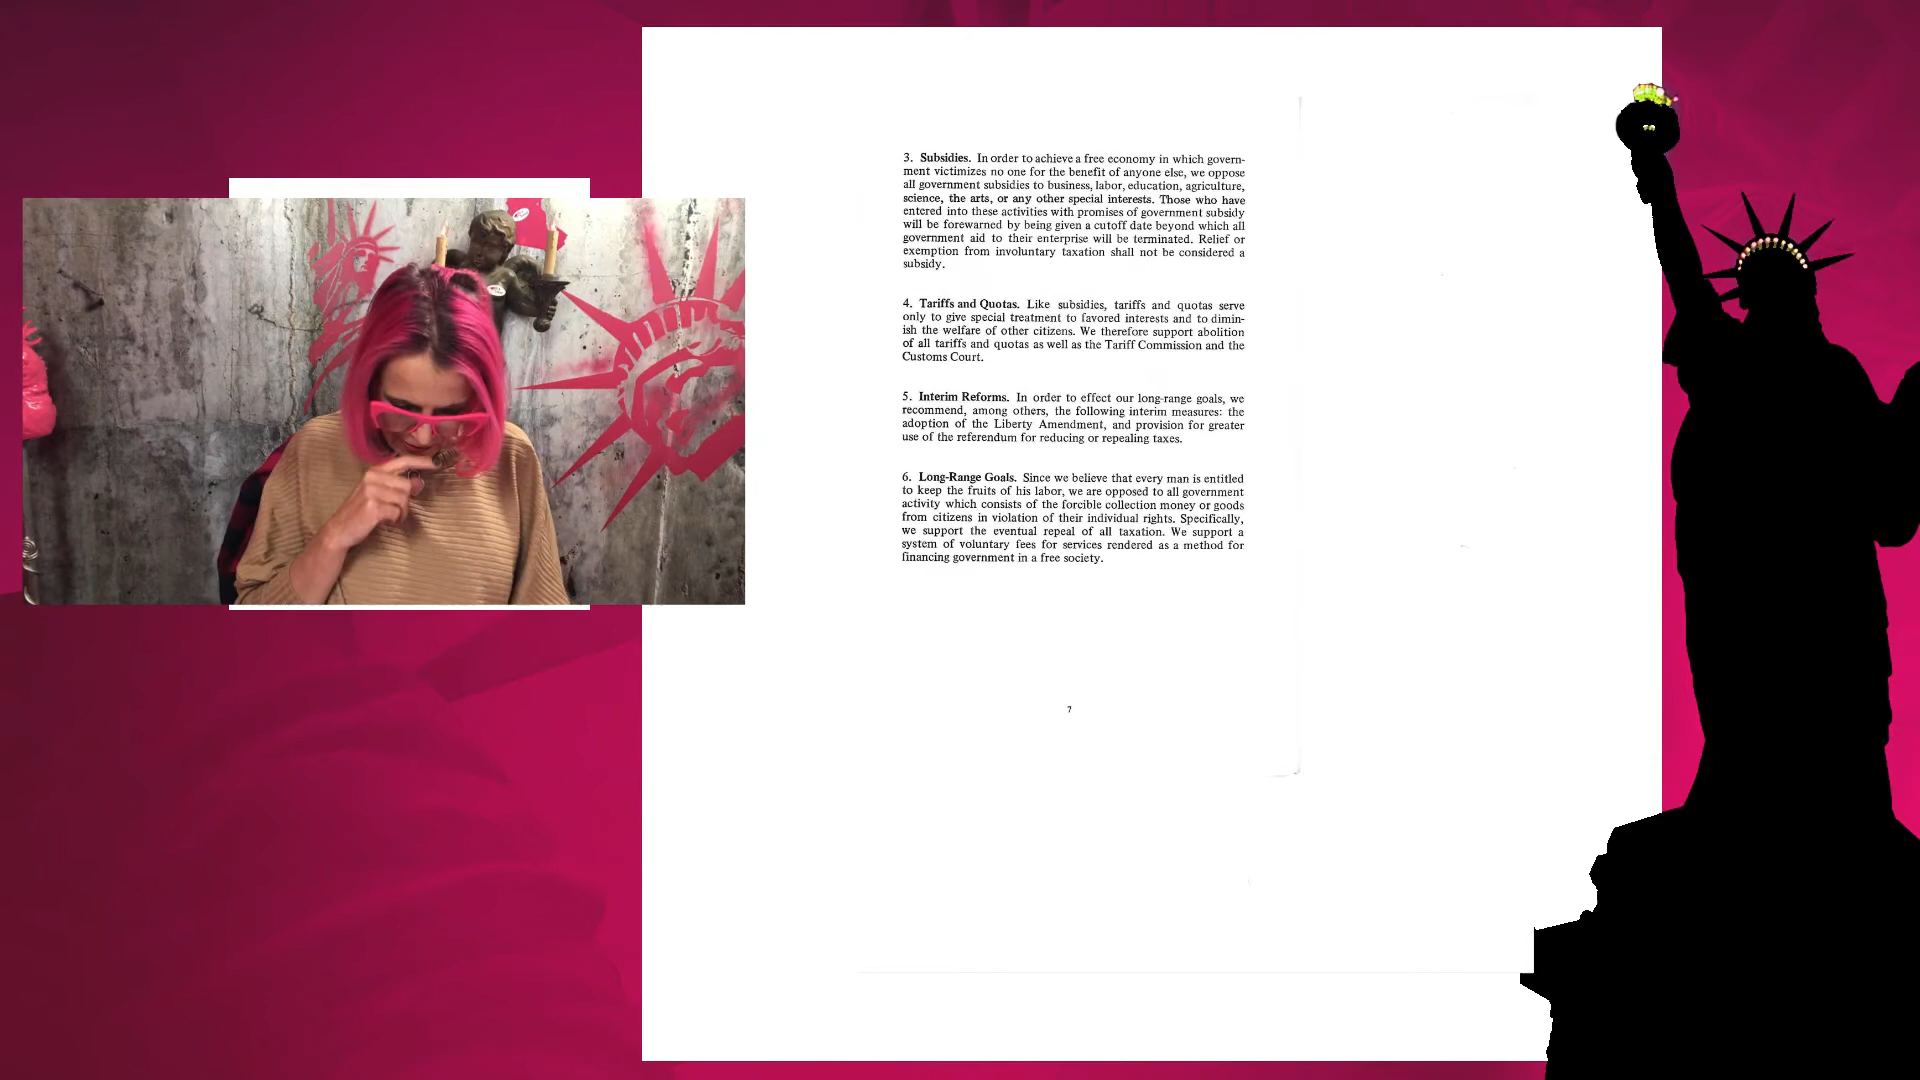 3. Subsidies. In order to achieve a free economy in which govern-
ment victimizes no one for the benefit of anyone else, we oppose
all government subsidies to business, labor, education, agriculture,
science, the arts, or any other special interests. Those who have
entered into these activities with promises of government subsidy
will be forewarned by being given a cutoff date beyond which all
government aid to their enterprise will be terminated. Relief or
exemption from involuntary taxation shall not be considered a
subsidy.
4. Tariffs and Quotas. Like subsidies, tariffs and quotas serve
only to give special treatment to favored interests and to dimin-
ish the welfare of other citizens. We therefore support abolition
of all tariffs and quotas as well as the Tariff Commission and the
Customs Court.
5. Interim Reforms. In order to effect our long-range goals, we
recommend, among others, the following interim measures: the
adoption of the Liberty Amendment, and provision for greater
use of the referendum for reducing or repealing taxes.
6. Long-Range Goals. Since we believe that every man is entitled
to keep the fruits of his labor, we are opposed to all government
activity which consists of the forcible collection money or goods
from citizens in violation of their individual rights. Specifically,
we support the eventual repeal of all taxation. We support a
system of voluntary fees for services rendered as a method for
financing government in a free society.
7